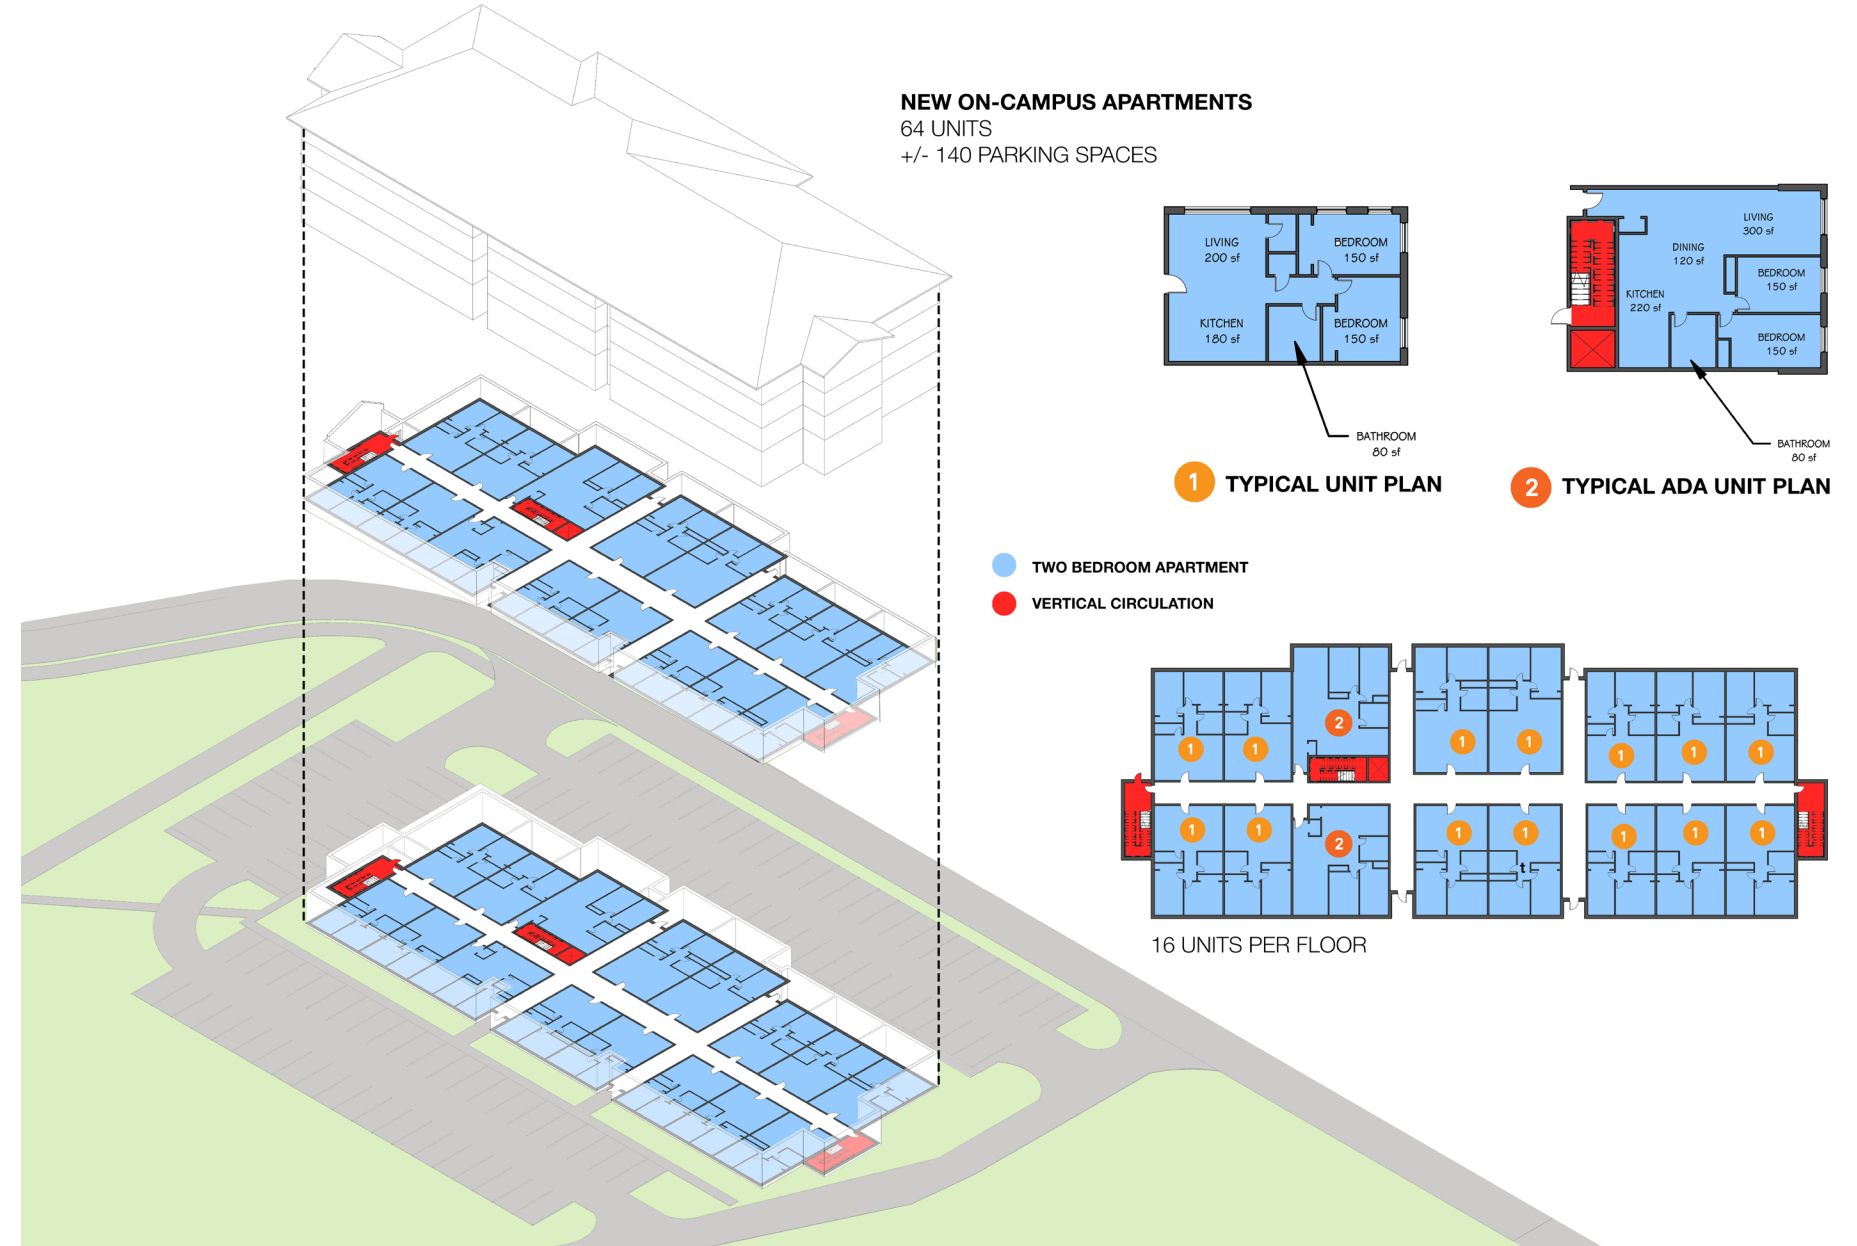 NEW ON-CAMPUS APARTMENTS
64 UNITS
+/- 140 PARKING SPACES
LIVING
200 sf
BEDROOM
150 sf
KITCHEN
180 sf
BEDROOM
150 sf
BATHROOM
80 sf
1 TYPICAL UNIT PLAN
LIVING
300 sf
DINING
120 sf
BEDROOM
150 sf
KITCHEN
220 sf
BEDROOM
150 sf
BATHROOM
80 sf
2 TYPICAL ADA UNIT PLAN
TWO BEDROOM APARTMENT
VERTICAL CIRCULATION
1 1 2 1 1 1 1 1
1 1 2 1 1 1 1 1
t
16 UNITS PER FLOOR